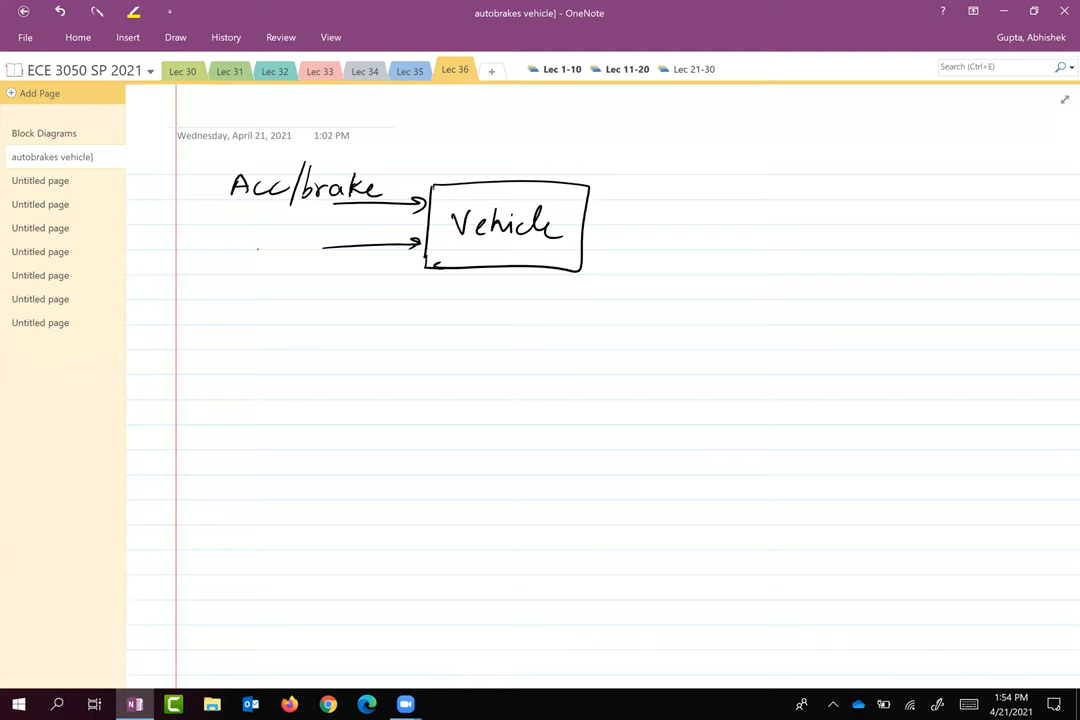 autobrakes vehicle] - OneNote
?
File Home Insert Draw History Review View
Gupta, Abhishek
ECE 3050 SP 2021
Lec 30 Lec 31 Lec 32 Lec 33 Lec 34 Lec 35 Lec 36 + Lec 1-10 Lec 11-20 Lec 21-30
Search (Ctrl+E)
Add Page
Block Diagrams
autobrakes vehicle]
Untitled page
Untitled page
Untitled page
Untitled page
Untitled page
Untitled page
Untitled page
Wednesday, April 21, 2021 1:02 PM
Acc/brake
Vehicle
1:54 PM
4/21/2021